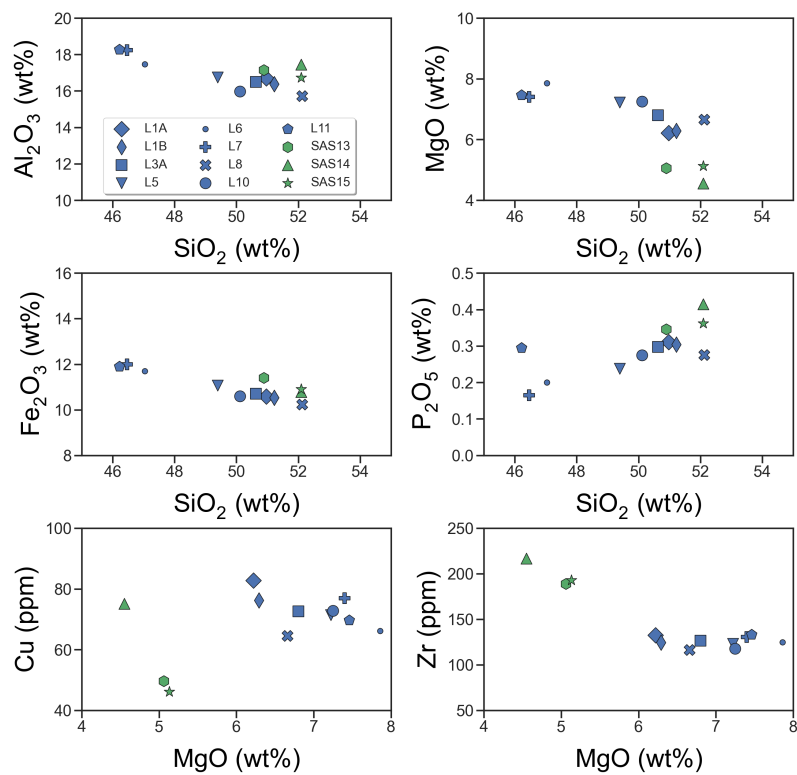 20
18
16
14
12
10
Al2O3 (wt%)
L1A L6 L11
L1B L7 SAS13
L3A L8 SAS14
L5 L10 SAS15
46 48 50 52 54
SiO2 (wt%)
10
8
6
4
MgO (wt%)
46 48 50 52 54
SiO2 (wt%)
16
14
12
10
8
Fe2O3 (wt%)
46 48 50 52 54
SiO2 (wt%)
0.5
0.4
0.3
0.2
0.1
0.0
P2O5 (wt%)
46 48 50 52 54
SiO2 (wt%)
100
80
60
40
Cu (ppm)
4 5 6 7 8
MgO (wt%)
250
200
150
100
50
Zr (ppm)
4 5 6 7 8
MgO (wt%)